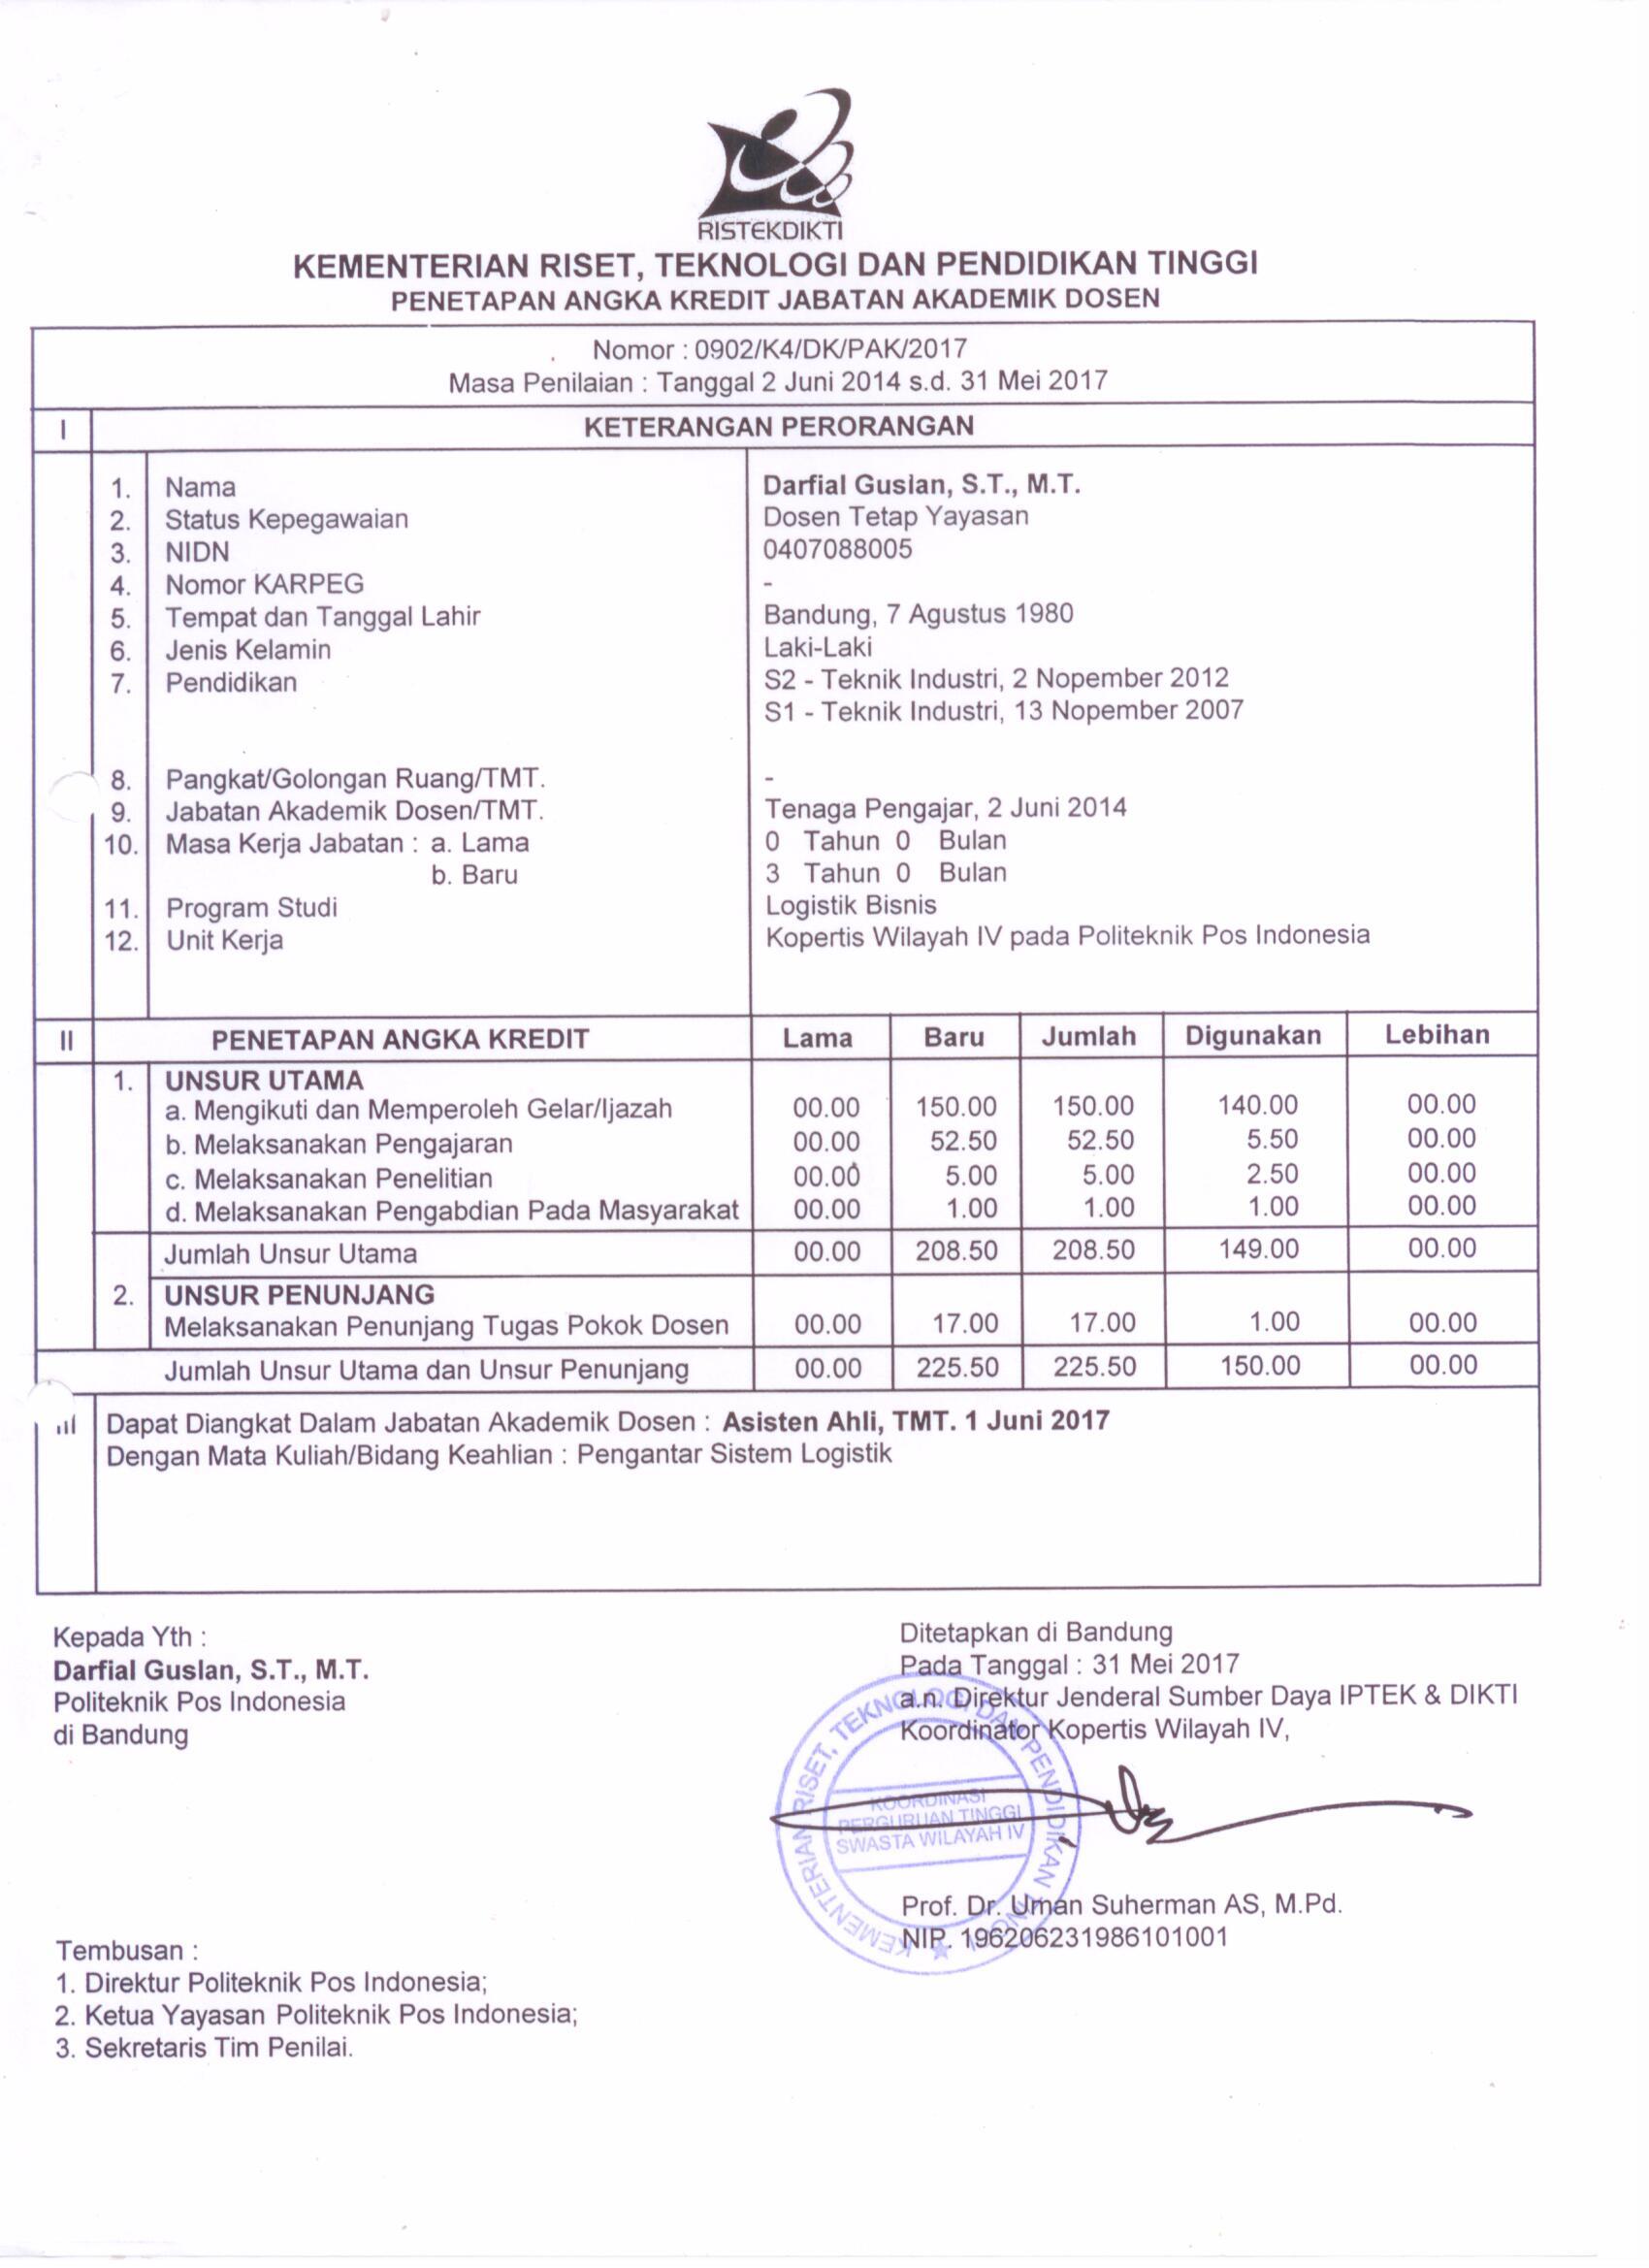 RISTEKDIKTI
KEMENTERIAN RISET, TEKNOLOGI DAN PENDIDIKAN TINGGI
PENETAPAN ANGKA KREDIT JABATAN AKADEMIK DOSEN
Nomor : 0902/K4/DK/PAK/2017
Masa Penilaian : Tanggal 2 Juni 2014 s.d. 31 Mei 2017
I KETERANGAN PERORANGAN
1. Nama Darfial Guslan, S.T., M.T.
2. Status Kepegawaian Dosen Tetap Yayasan
3. NIDN 0407088005
4. Nomor KARPEG -
5. Tempat dan Tanggal Lahir Bandung, 7 Agustus 1980
6. Jenis Kelamin Laki-Laki
7. Pendidikan S2 - Teknik Industri, 2 Nopember 2012
S1 - Teknik Industri, 13 Nopember 2007
8. Pangkat/Golongan Ruang/TMT. -
9. Jabatan Akademik Dosen/TMT. Tenaga Pengajar, 2 Juni 2014
10. Masa Kerja Jabatan : a. Lama 0 Tahun 0 Bulan
b. Baru 3 Tahun 0 Bulan
11. Program Studi Logistik Bisnis
12. Unit Kerja Kopertis Wilayah IV pada Politeknik Pos Indonesia
II PENETAPAN ANGKA KREDIT Lama Baru Jumlah Digunakan Lebihan
1. UNSUR UTAMA
a. Mengikuti dan Memperoleh Gelar/Ijazah 00.00 150.00 150.00 140.00 00.00
b. Melaksanakan Pengajaran 00.00 52.50 52.50 5.50 00.00
c. Melaksanakan Penelitian 00.00 5.00 5.00 2.50 00.00
d. Melaksanakan Pengabdian Pada Masyarakat 00.00 1.00 1.00 1.00 00.00
Jumlah Unsur Utama 00.00 208.50 208.50 149.00 00.00
2. UNSUR PENUNJANG
Melaksanakan Penunjang Tugas Pokok Dosen 00.00 17.00 17.00 1.00 00.00
Jumlah Unsur Utama dan Unsur Penunjang 00.00 225.50 225.50 150.00 00.00
III Dapat Diangkat Dalam Jabatan Akademik Dosen : Asisten Ahli, TMT. 1 Juni 2017
Dengan Mata Kuliah/Bidang Keahlian : Pengantar Sistem Logistik
Kepada Yth :
Darfial Guslan, S.T., M.T.
Politeknik Pos Indonesia
di Bandung
Ditetapkan di Bandung
Pada Tanggal : 31 Mei 2017
a.n. Direktur Jenderal Sumber Daya IPTEK & DIKTI
Koordinator Kopertis Wilayah IV,
KEMENTERIAN RISET, TEKNOLOGI DAN PENDIDIKAN TINGGI
KOORDINASI
PERGURUAN TINGGI
SWASTA WILAYAH IV
Prof. Dr. Uman Suherman AS, M.Pd.
NIP. 196206231986101001
Tembusan :
1. Direktur Politeknik Pos Indonesia;
2. Ketua Yayasan Politeknik Pos Indonesia;
3. Sekretaris Tim Penilai.